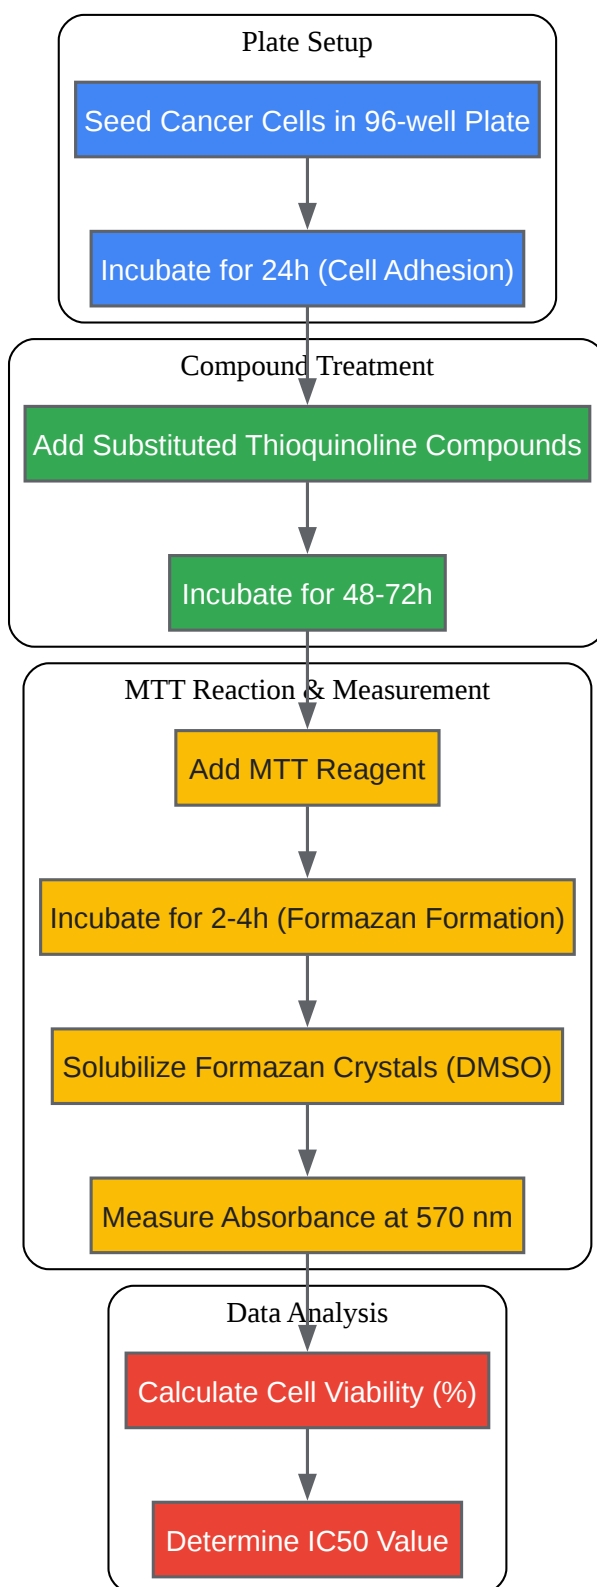 Plate Setup
Seed Cancer Cells in 96-well Plate
Incubate for 24h (Cell Adhesion)
Compound Treatment
Add Substituted Thioquinoline Compounds
Incubate for 48-72h
MTT Reaction & Measurement
Add MTT Reagent
Incubate for 2-4h (Formazan Formation)
Solubilize Formazan Crystals (DMSO)
Measure Absorbance at 570 nm
Data Analysis
Calculate Cell Viability (%)
Determine IC50 Value